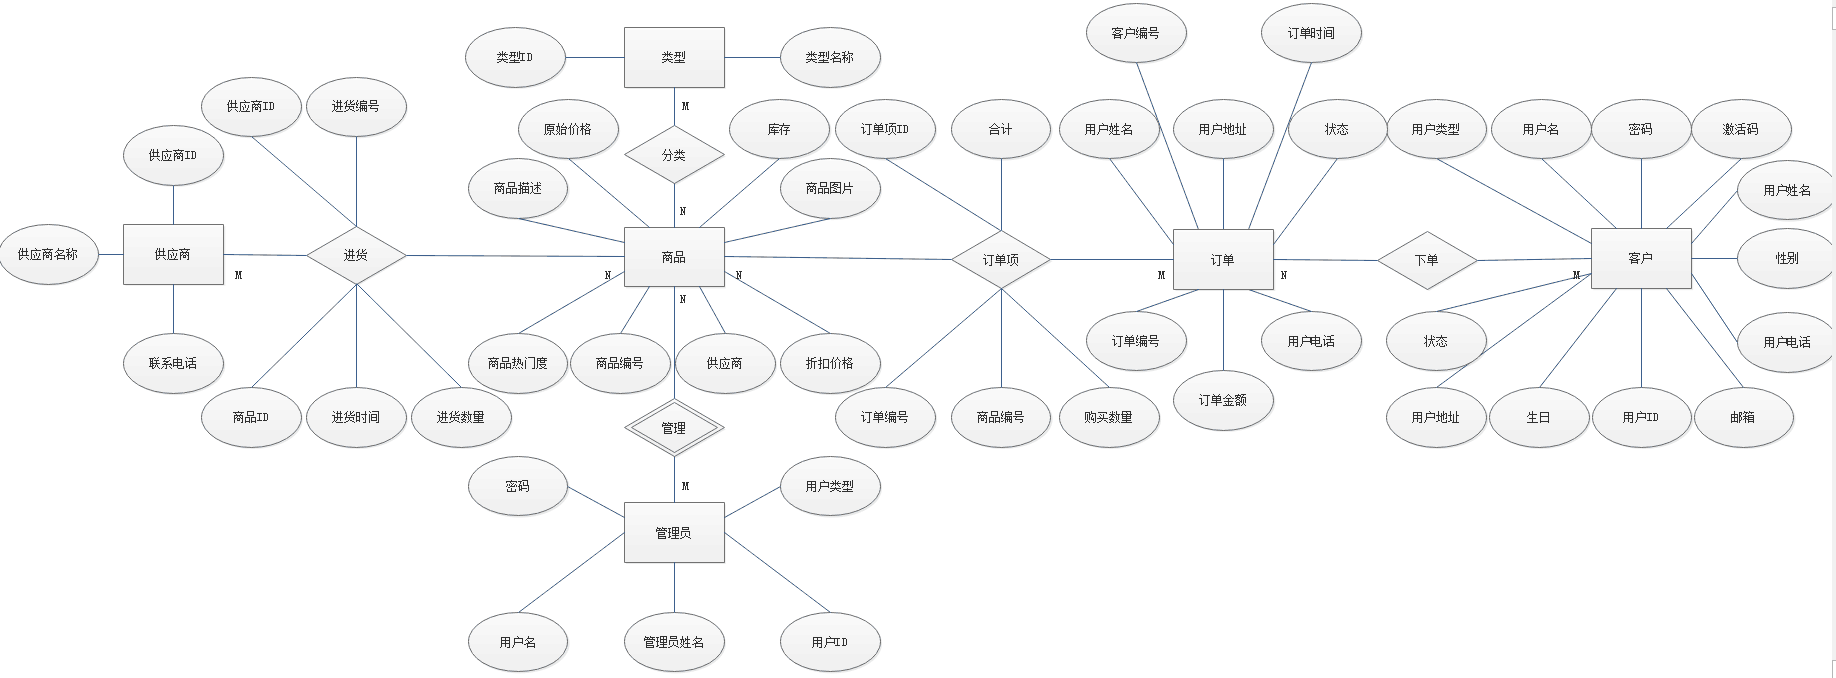 客户编号
订单时间
类型ID
类型
类型名称
供应商ID
进货编号
M
原始价格
库存
订单项ID
合计
用户姓名
用户地址
状态
用户类型
用户名
密码
激活码
供应商ID
分类
商品描述
商品图片
用户姓名
N
供应商名称
供应商
进货
商品
订单项
订单
下单
客户
性别
M
N
N
M
N
M
N
订单编号
用户电话
状态
用户电话
联系电话
商品热门度
商品编号
供应商
折扣价格
订单金额
商品ID
进货时间
进货数量
管理
订单编号
商品编号
购买数量
用户地址
生日
用户ID
邮箱
密码
M
用户类型
管理员
用户名
管理员姓名
用户ID